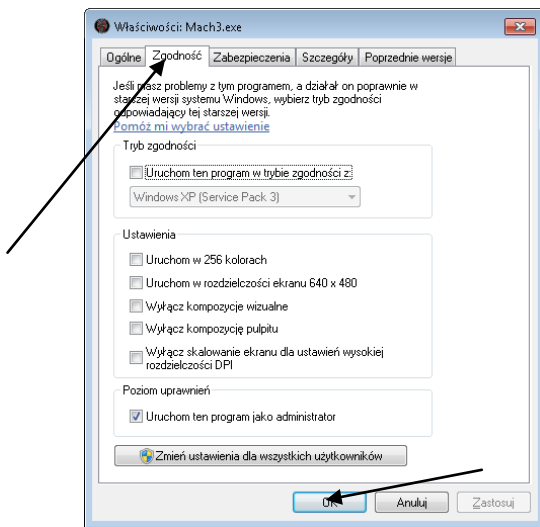 Właściwości: Mach3.exe
Ogólne Zgodność Zabezpieczenia Szczegóły Poprzednie wersje
Jeśli masz problemy z tym programem, a działał on poprawnie w
starszej wersji systemu Windows, wybierz tryb zgodności
odpowiadający tej starszej wersji.
Pomóż mi wybrać ustawienie
Tryb zgodności
Uruchom ten program w trybie zgodności z:
Windows XP (Service Pack 3)
Ustawienia
Uruchom w 256 kolorach
Uruchom w rozdzielczości ekranu 640 x 480
Wyłącz kompozycje wizualne
Wyłącz kompozycję pulpitu
Wyłącz skalowanie ekranu dla ustawień wysokiej
rozdzielczości DPI
Poziom uprawnień
Uruchom ten program jako administrator
Zmień ustawienia dla wszystkich użytkowników
OK Anuluj Zastosuj